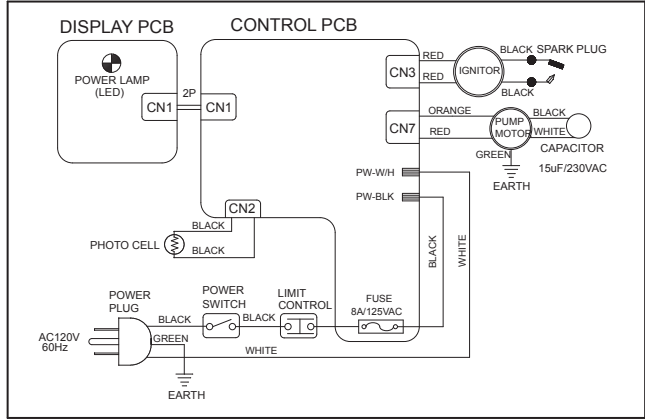 DISPLAY PCB
CONTROL PCB
POWER LAMP
(LED)
CN1
2P
CN1
CN3
RED
RED
IGNITOR
BLACK
SPARK PLUG
BLACK
CN7
ORANGE
RED
PUMP
MOTOR
BLACK
WHITE
CAPACITOR
15uF/230VAC
GREEN
EARTH
PW-W/H
PW-BLK
BLACK
WHITE
CN2
BLACK
BLACK
PHOTO CELL
POWER
PLUG
POWER
SWITCH
LIMIT
CONTROL
FUSE
8A/125VAC
BLACK
BLACK
AC120V
60Hz
GREEN
WHITE
EARTH